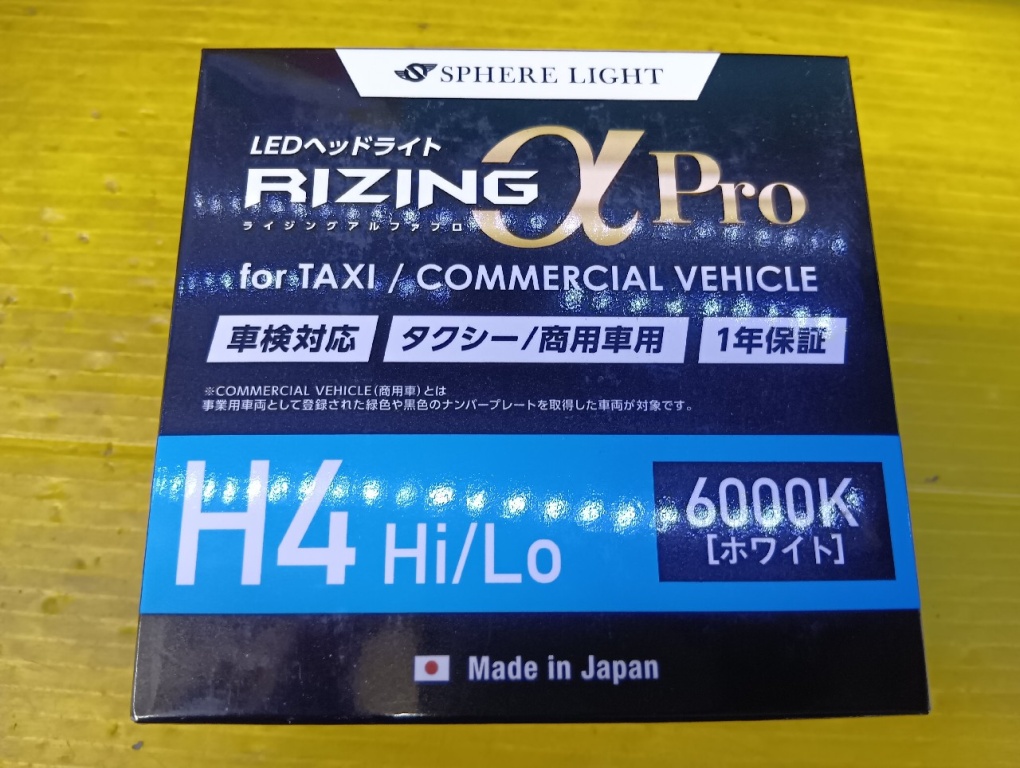 SPHERE LIGHT
LEDヘッドライト
RIZING α Pro
ライジングアルファプロ
for TAXI / COMMERCIAL VEHICLE
車検対応 タクシー/商用車用 1年保証
※COMMERCIAL VEHICLE(商用車)とは
事業用車両として登録された緑色や黒色のナンバープレートを取得した車両が対象です。
H4 Hi/Lo 6000K
[ホワイト]
Made in Japan